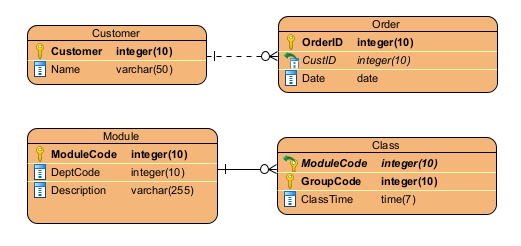 Customer
Customer integer(10)
Name varchar(50)
Order
OrderID integer(10)
CustID integer(10)
Date date
Module
ModuleCode integer(10)
DeptCode integer(10)
Description varchar(255)
Class
ModuleCode integer(10)
GroupCode integer(10)
ClassTime time(7)